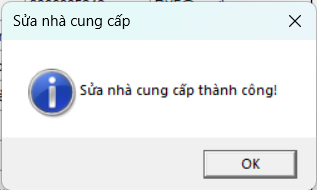 Sửa nhà cung cấp
Sửa nhà cung cấp thành công!
OK